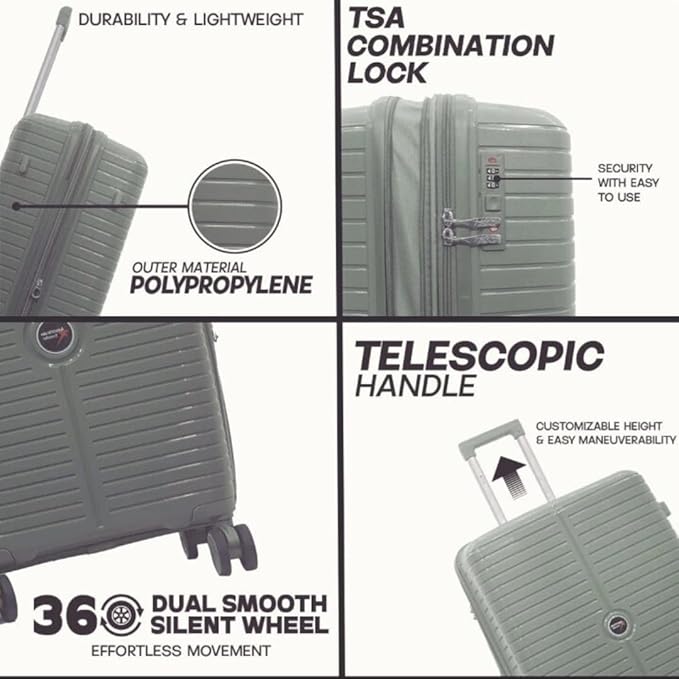 DURABILITY & LIGHTWEIGHT
OUTER MATERIAL
POLYPROPYLENE
TSA
COMBINATION
LOCK
SECURITY
WITH EASY
TO USE
360
DUAL SMOOTH
SILENT WHEEL
EFFORTLESS MOVEMENT
TELESCOPIC
HANDLE
CUSTOMIZABLE HEIGHT
& EASY MANEUVERABILITY